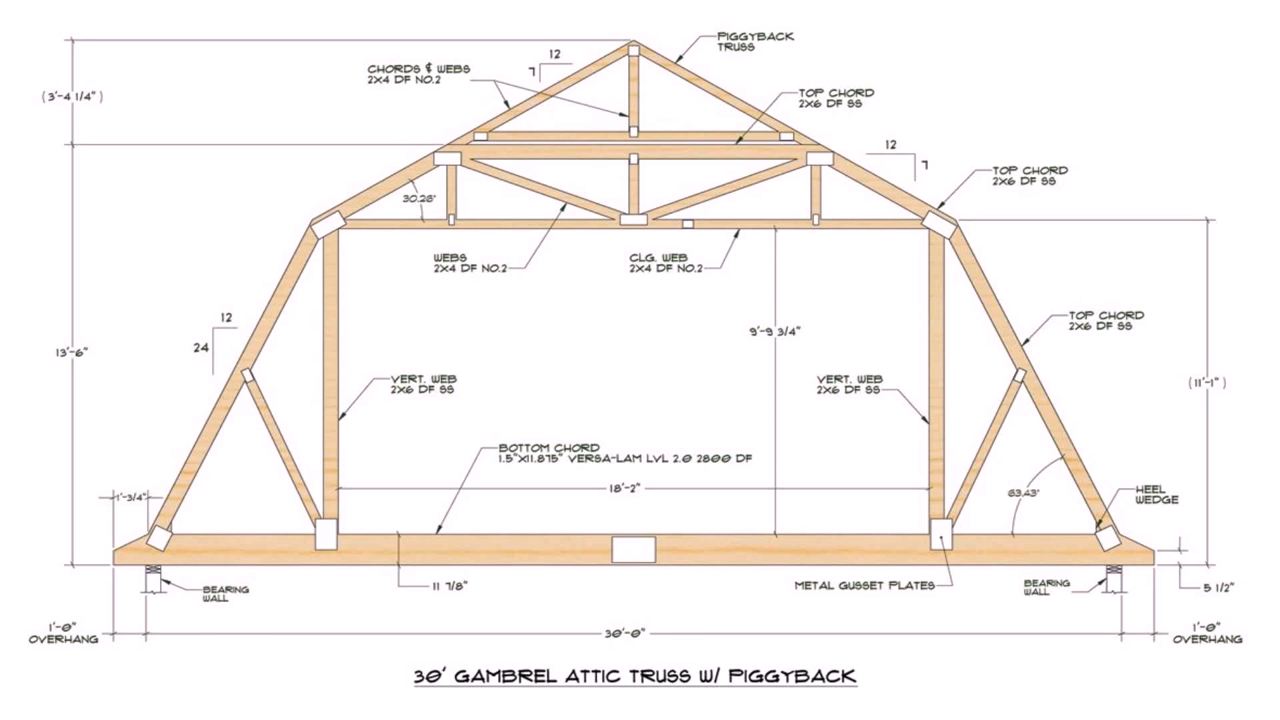 PIGGYBACK
TRUSS
12
7
CHORDS & WEBS
2X4 DF NO.2
(3'-4 1/4")
TOP CHORD
2X6 DF SS
12
7
TOP CHORD
2X6 DF SS
30.26°
WEBS
2X4 DF NO.2
CLG. WEB
2X4 DF NO.2
12
24
TOP CHORD
2X6 DF SS
9'-9 3/4"
13'-6"
(11'-1")
VERT. WEB
2X6 DF SS
VERT. WEB
2X6 DF SS
BOTTOM CHORD
1.5"X11.875" VERSA-LAM LVL 2.0 2800 DF
18'-2"
1'-3/4"
63.43°
HEEL
WEDGE
11 7/8"
METAL GUSSET PLATES
BEARING
WALL
BEARING
WALL
5 1/2"
1'-0"
OVERHANG
30'-0"
1'-0"
OVERHANG
30' GAMBREL ATTIC TRUSS W/ PIGGYBACK